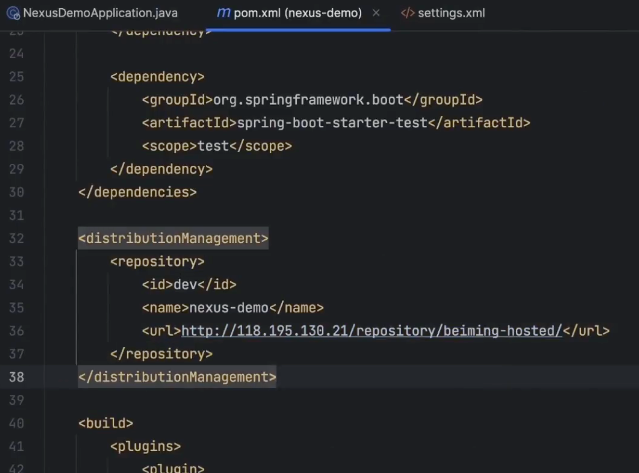 NexusDemoApplication.java
pom.xml (nexus-demo)
settings.xml
23 </dependency>
24
25 <dependency>
26 <groupId>org.springframework.boot</groupId>
27 <artifactId>spring-boot-starter-test</artifactId>
28 <scope>test</scope>
29 </dependency>
30 </dependencies>
31
32 <distributionManagement>
33 <repository>
34 <id>dev</id>
35 <name>nexus-demo</name>
36 <url>http://118.195.130.21/repository/beiming-hosted/</url>
37 </repository>
38 </distributionManagement>
39
40 <build>
41 <plugins>
42 <plugin>